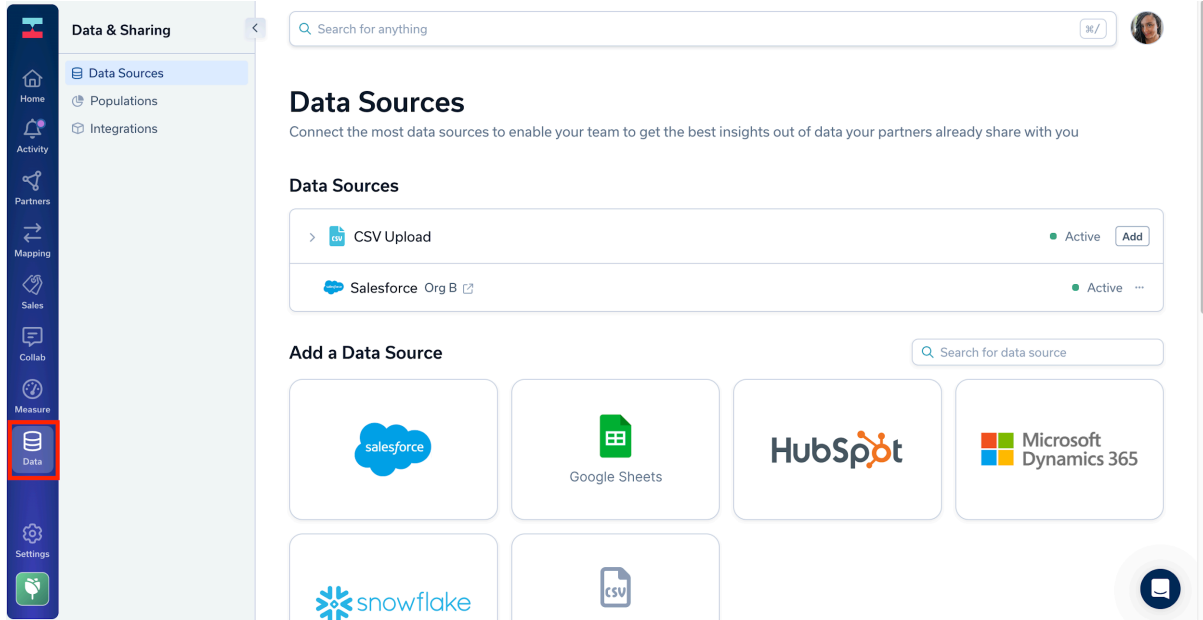 Data & Sharing
Search for anything
⌘/
Home
Activity
Partners
Mapping
Sales
Collab
Measure
Data
Settings
Data Sources
Populations
Integrations
Data Sources
Connect the most data sources to enable your team to get the best insights out of data your partners already share with you
Data Sources
CSV
CSV Upload
Active
Add
salesforce
Salesforce Org B
Active
Add a Data Source
Search for data source
salesforce
Google Sheets
HubSpot
Microsoft
Dynamics 365
snowflake
CSV